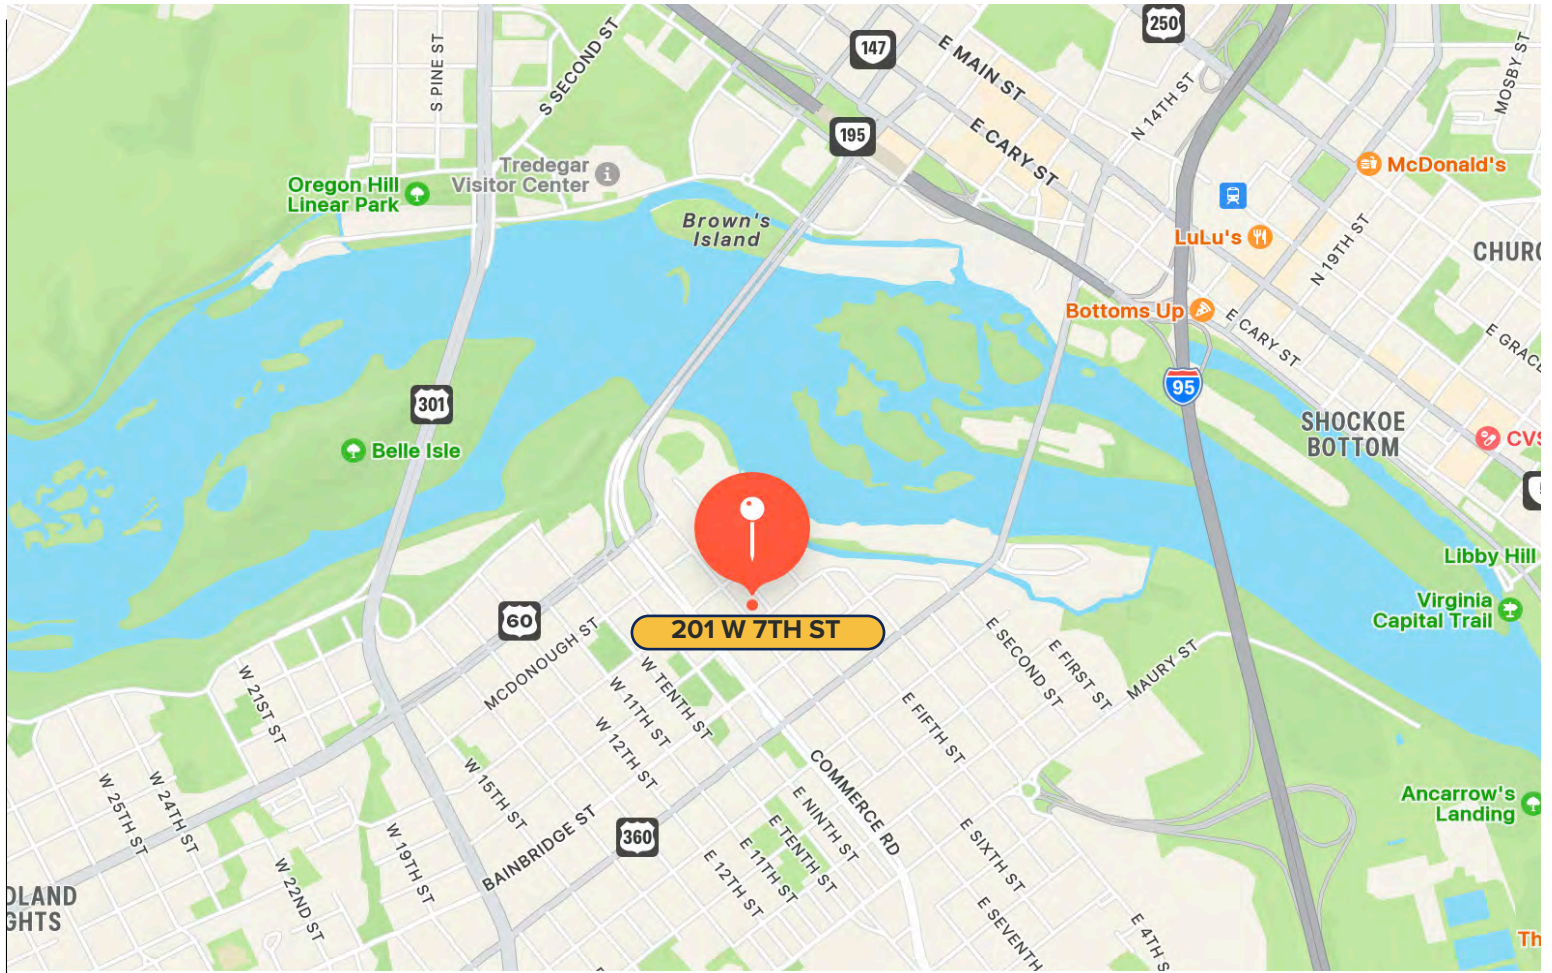 250
147
E MAIN ST
S PINE ST
S SECOND ST
MOSBY ST
N 14TH ST
195
E CARY ST
McDonald's
Tredegar
Visitor Center
Oregon Hill
Linear Park
Brown's
Island
LuLu's
N 19TH ST
CHURC
Bottoms Up
E CARY ST
E GRACE
95
301
SHOCKOE
BOTTOM
CVS
Belle Isle
5
Libby Hill
Virginia
Capital Trail
60
201 W 7TH ST
MCDONOUGH ST
E SECOND ST
E FIRST ST
MAURY ST
W TENTH ST
W 11TH ST
W 12TH ST
W 21ST ST
E FIFTH ST
W 15TH ST
W 24TH ST
W 25TH ST
COMMERCE RD
BAINBRIDGE ST
360
E NINTH ST
E TENTH ST
E 11TH ST
E 12TH ST
E SIXTH ST
W 19TH ST
W 22ND ST
Ancarrow's
Landing
DLAND
GHTS
E SEVENTH
E 4TH S
Th